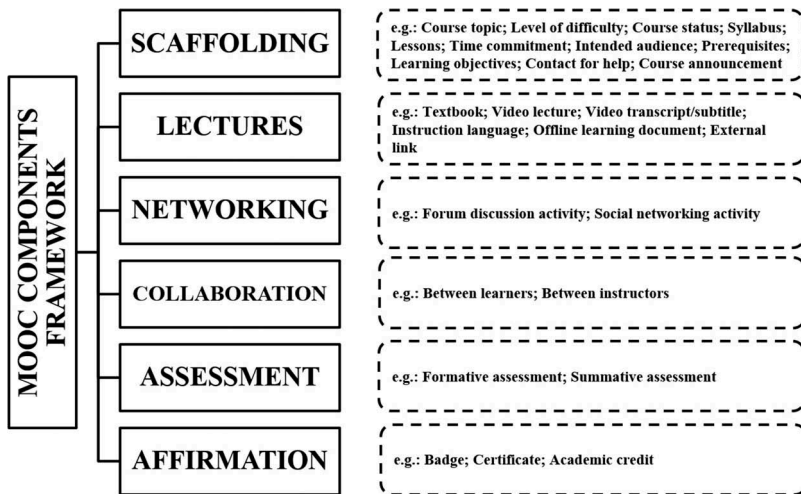 MOOC COMPONENTS
FRAMEWORK
SCAFFOLDING
e.g.: Course topic; Level of difficulty; Course status; Syllabus;
Lessons; Time commitment; Intended audience; Prerequisites;
Learning objectives; Contact for help; Course announcement
LECTURES
e.g.: Textbook; Video lecture; Video transcript/subtitle;
Instruction language; Offline learning document; External
link
NETWORKING
e.g.: Forum discussion activity; Social networking activity
COLLABORATION
e.g.: Between learners; Between instructors
ASSESSMENT
e.g.: Formative assessment; Summative assessment
AFFIRMATION
e.g.: Badge; Certificate; Academic credit